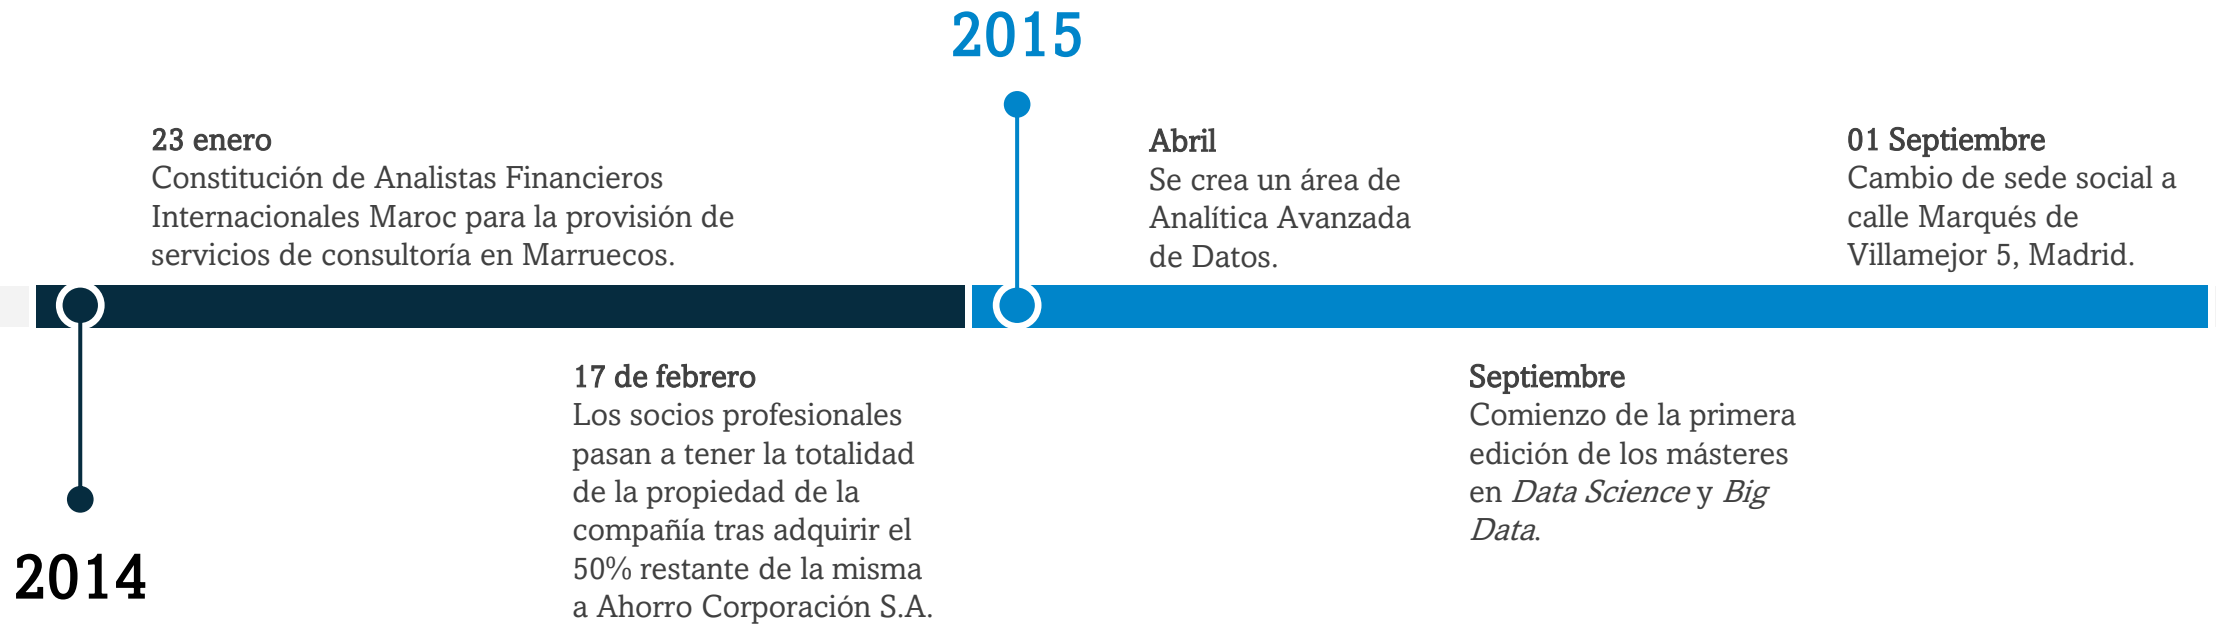 2014
23 enero
Constitución de Analistas Financieros
Internacionales Maroc para la provisión de
servicios de consultoría en Marruecos.
17 de febrero
Los socios profesionales
pasan a tener la totalidad
de la propiedad de la
compañía tras adquirir el
50% restante de la misma
a Ahorro Corporación S.A.
2015
Abril
Se crea un área de
Analítica Avanzada
de Datos.
Septiembre
Comienzo de la primera
edición de los másteres
en Data Science y Big
Data.
01 Septiembre
Cambio de sede social a
calle Marqués de
Villamejor 5, Madrid.